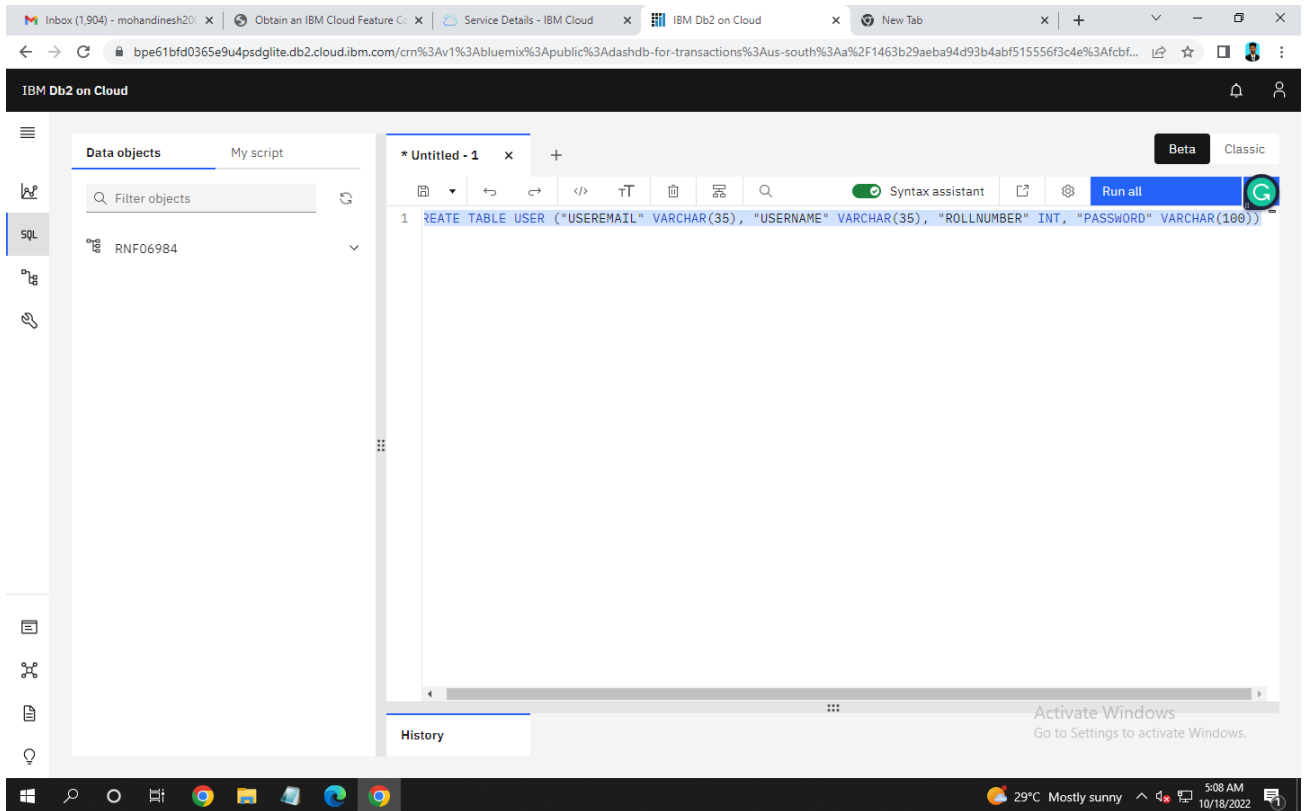 Inbox (1,904) - mohandinesh20
Obtain an IBM Cloud Feature Co
Service Details - IBM Cloud
IBM Db2 on Cloud
New Tab
bpe61bfd0365e9u4psdglite.db2.cloud.ibm.com/crn%3Av1%3Abluemix%3Apublic%3Adashdb-for-transactions%3Aus-south%3Aa%2F1463b29aeba94d93b4abf515556f3c4e%3Afcbf...
IBM Db2 on Cloud
Data objects
My script
* Untitled - 1
Beta
Classic
Filter objects
Syntax assistant
Run all
SQL
RNF06984
1 REATE TABLE USER ("USEREMAIL" VARCHAR(35), "USERNAME" VARCHAR(35), "ROLLNUMBER" INT, "PASSWORD" VARCHAR(100))
History
Activate Windows
Go to Settings to activate Windows.
29°C Mostly sunny
5:08 AM
10/18/2022
1